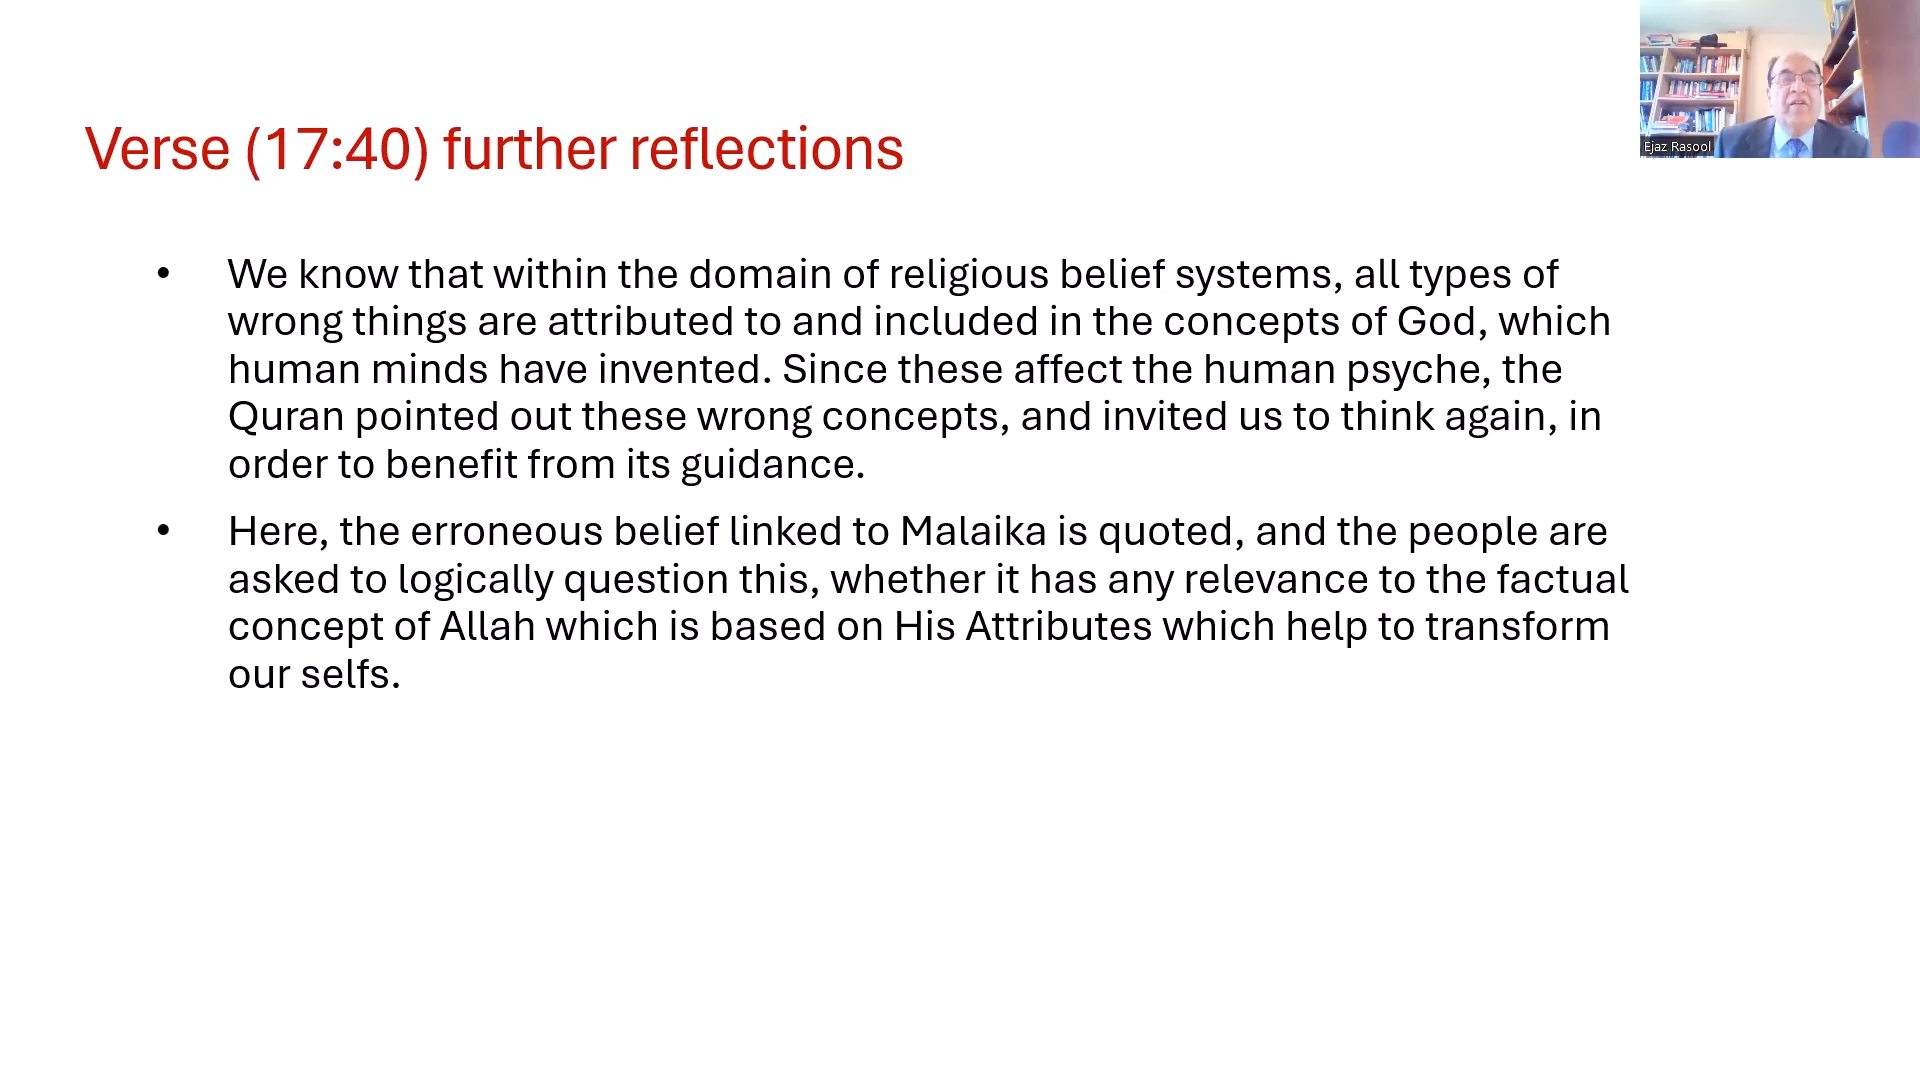 Ejaz Rasool
Verse (17:40) further reflections
• We know that within the domain of religious belief systems, all types of
wrong things are attributed to and included in the concepts of God, which
human minds have invented. Since these affect the human psyche, the
Quran pointed out these wrong concepts, and invited us to think again, in
order to benefit from its guidance.
• Here, the erroneous belief linked to Malaika is quoted, and the people are
asked to logically question this, whether it has any relevance to the factual
concept of Allah which is based on His Attributes which help to transform
our selfs.